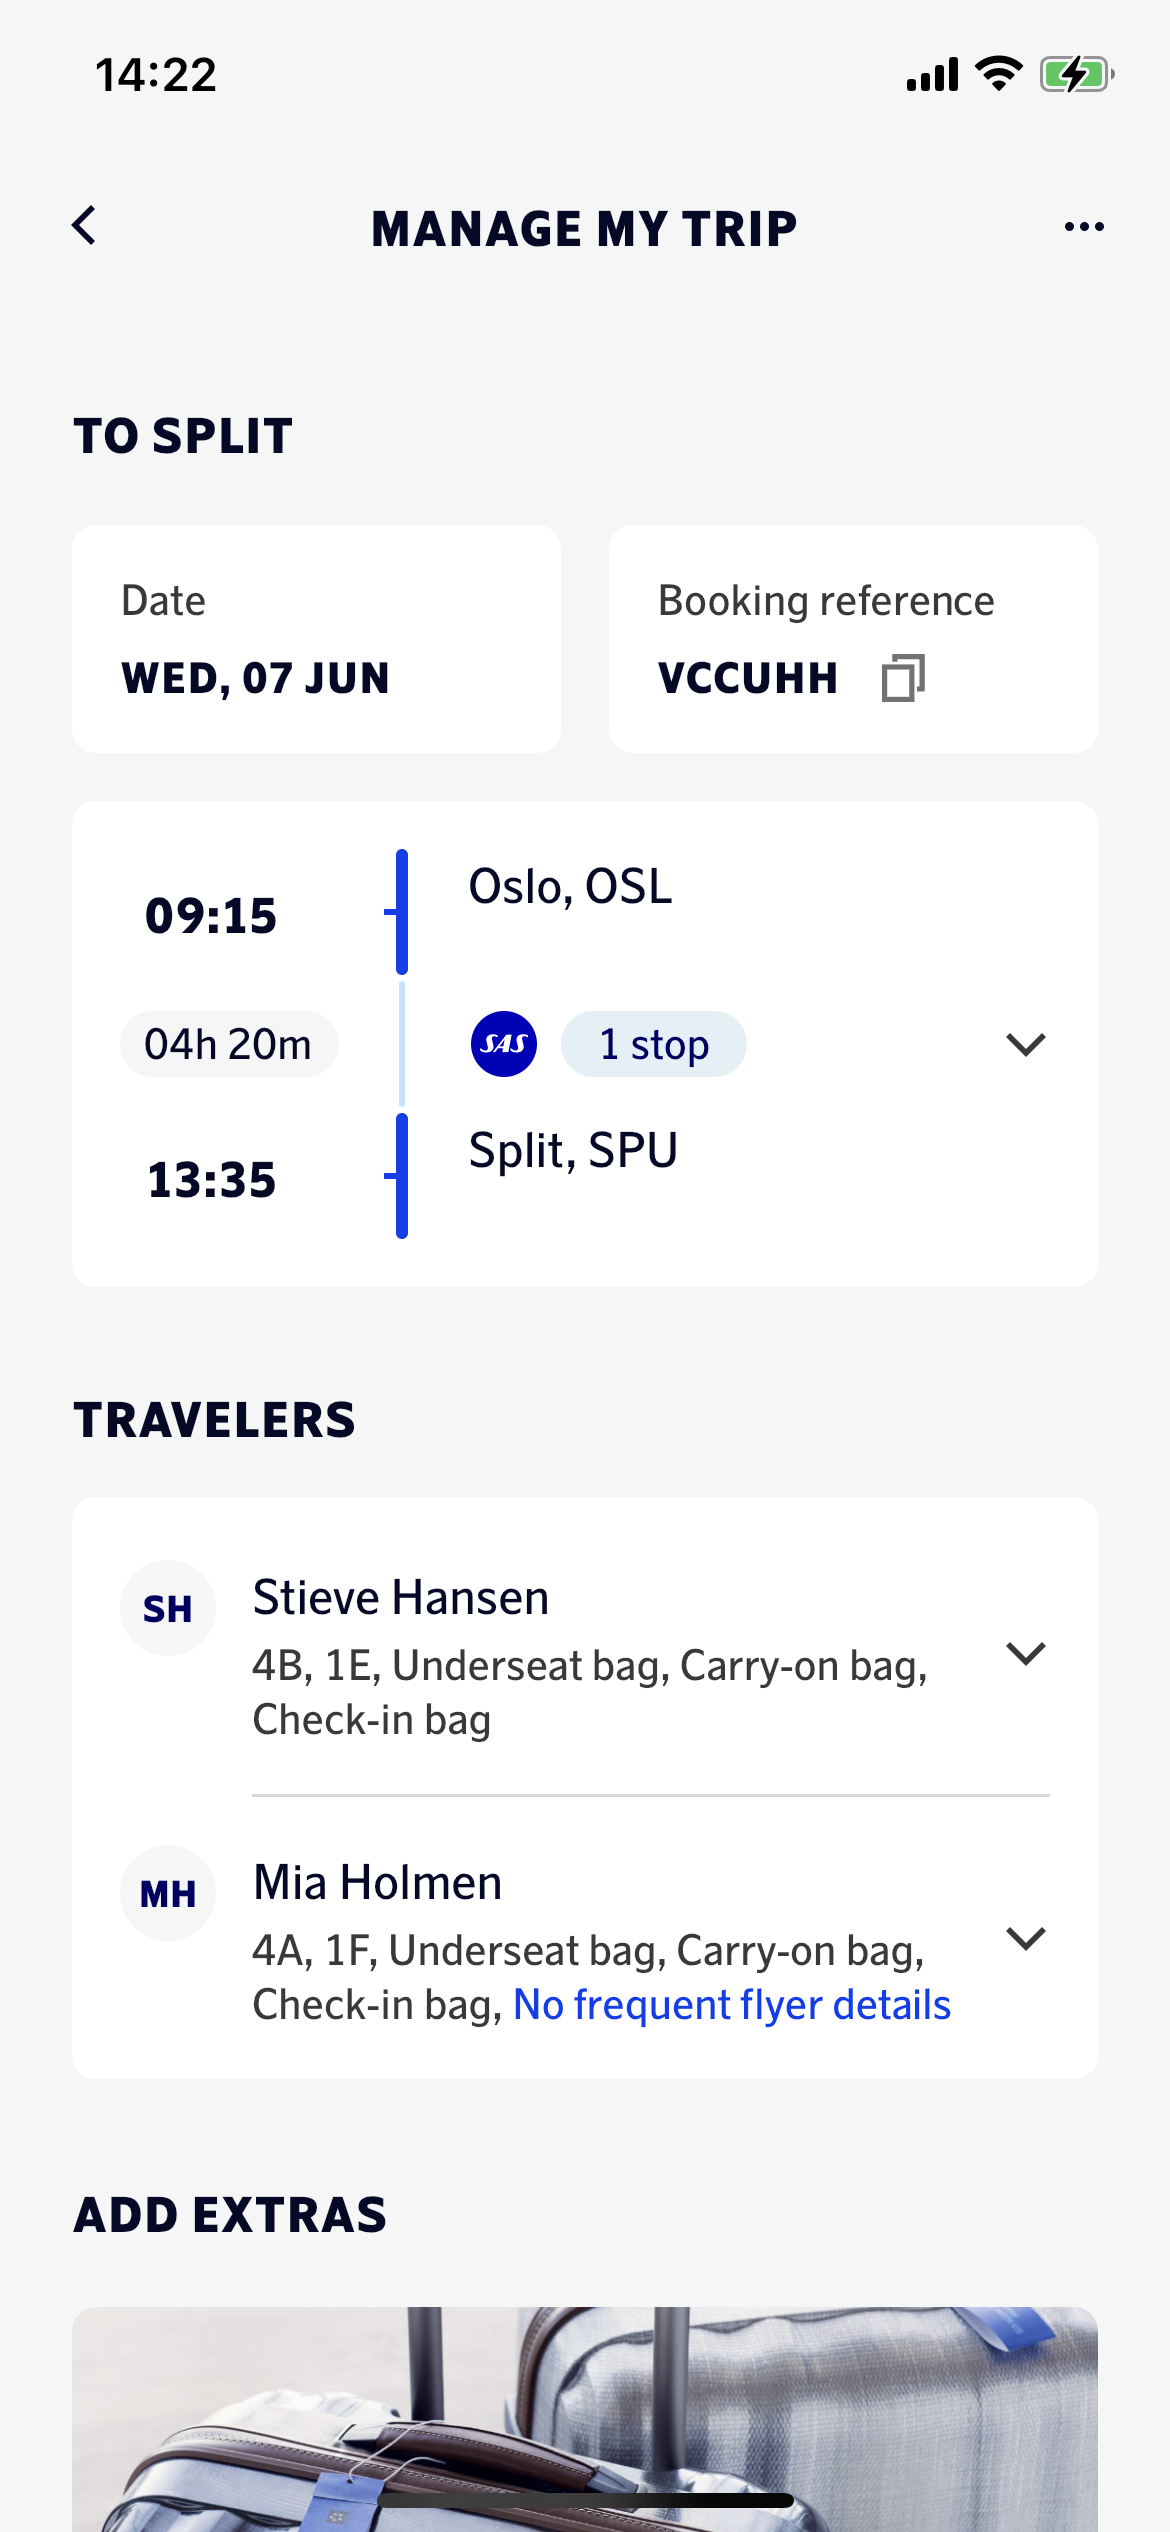 14:22
MANAGE MY TRIP
TO SPLIT
Date
WED, 07 JUN
Booking reference
VCCUHH
09:15
Oslo, OSL
04h 20m
SAS
1 stop
13:35
Split, SPU
TRAVELERS
SH
Stieve Hansen
4B, 1E, Underseat bag, Carry-on bag,
Check-in bag
MH
Mia Holmen
4A, 1F, Underseat bag, Carry-on bag,
Check-in bag, No frequent flyer details
ADD EXTRAS